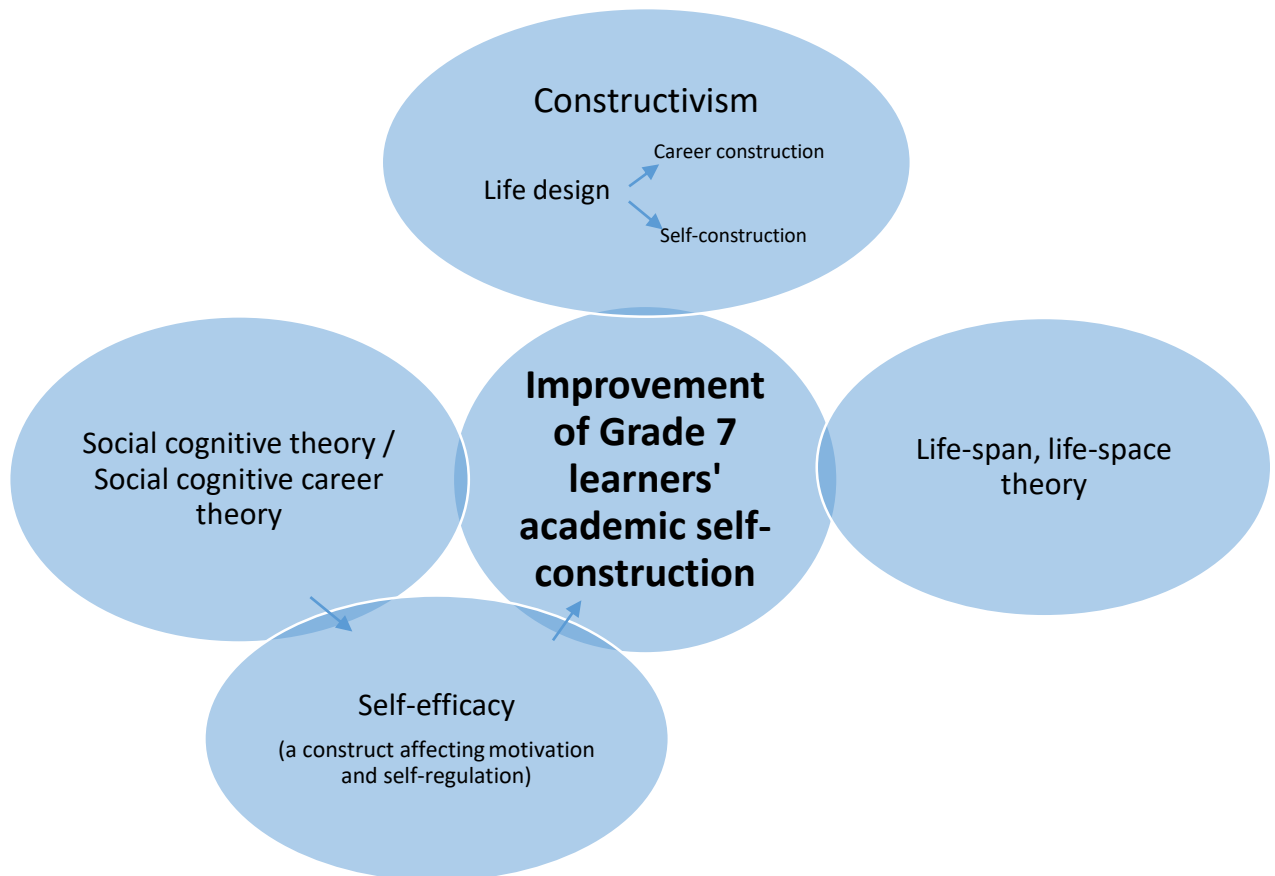 Constructivism
Career construction
Life design
Self-construction
Improvement
of Grade 7
learners'
academic self-
construction
Social cognitive theory /
Social cognitive career
theory
Life-span, life-space
theory
Self-efficacy
(a construct affecting motivation
and self-regulation)